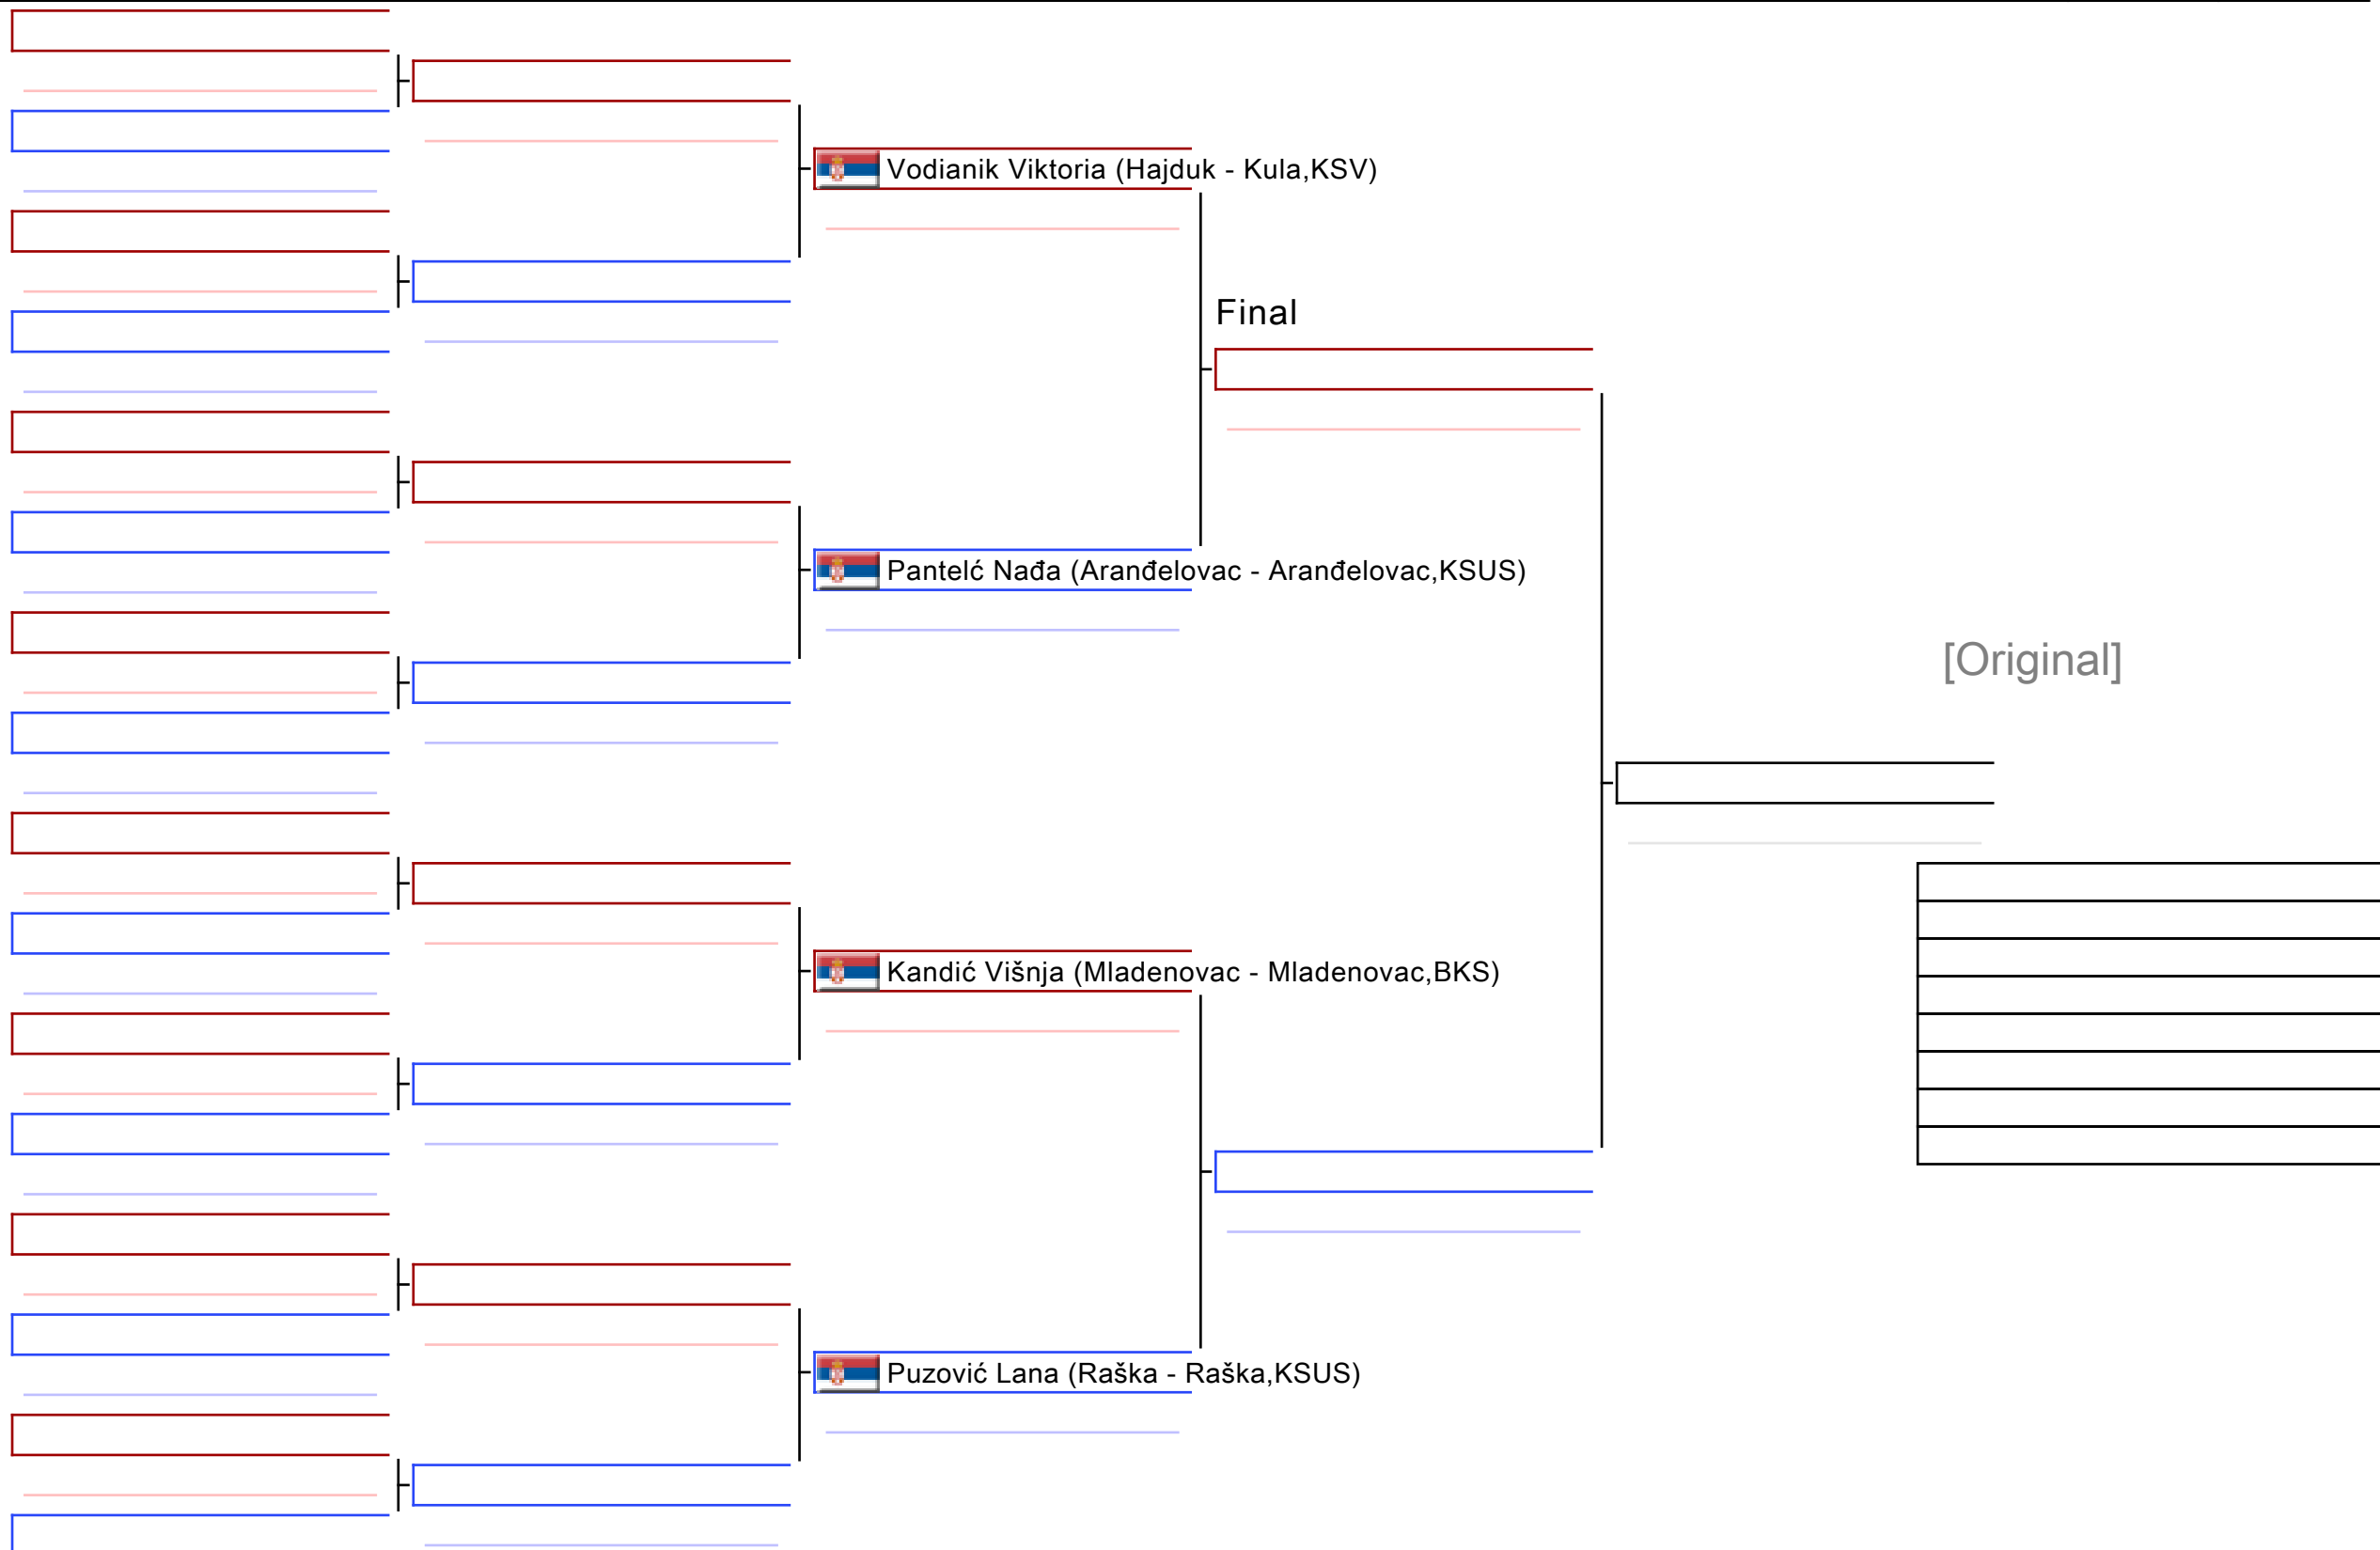 Vodianik Viktoria (Hajduk - Kula,KSV)
Final
Pantelć Nađa (Aranđelovac - Aranđelovac,KSUS)
[Original]
Kandić Višnja (Mladenovac - Mladenovac,BKS)
Puzović Lana (Raška - Raška,KSUS)